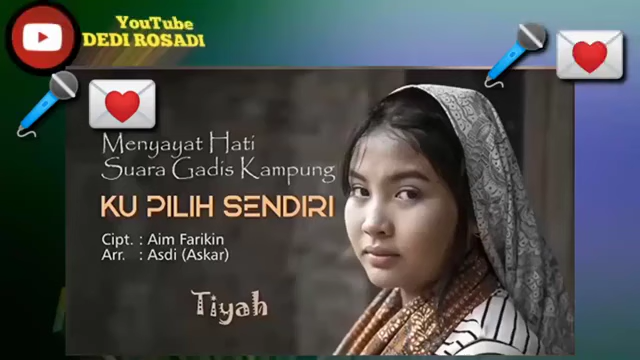 YouTube
DEDI ROSADI
Menyayat Hati
Suara Gadis Kampung
KU PILIH SENDIRI
Cipt. : Aim Farikin
Arr. : Asdi (Askar)
Tiyah